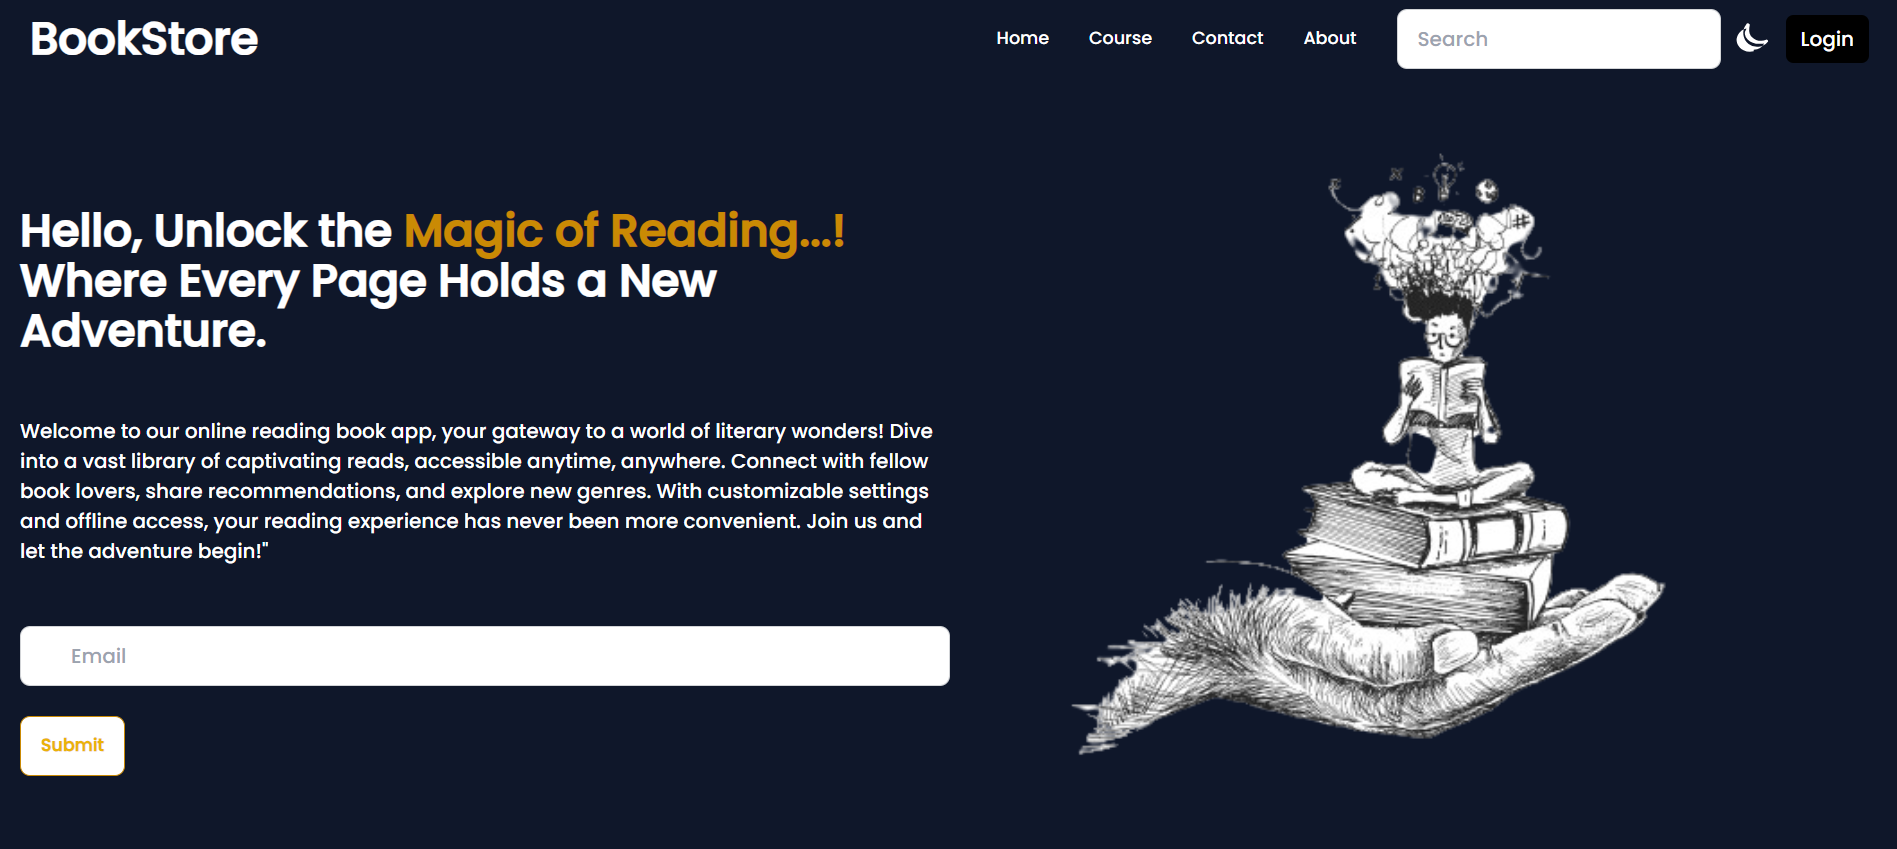 BookStore
Home Course Contact About Search Login
Hello, Unlock the Magic of Reading...!
Where Every Page Holds a New
Adventure.
Welcome to our online reading book app, your gateway to a world of literary wonders! Dive
into a vast library of captivating reads, accessible anytime, anywhere. Connect with fellow
book lovers, share recommendations, and explore new genres. With customizable settings
and offline access, your reading experience has never been more convenient. Join us and
let the adventure begin!"
Email
Submit